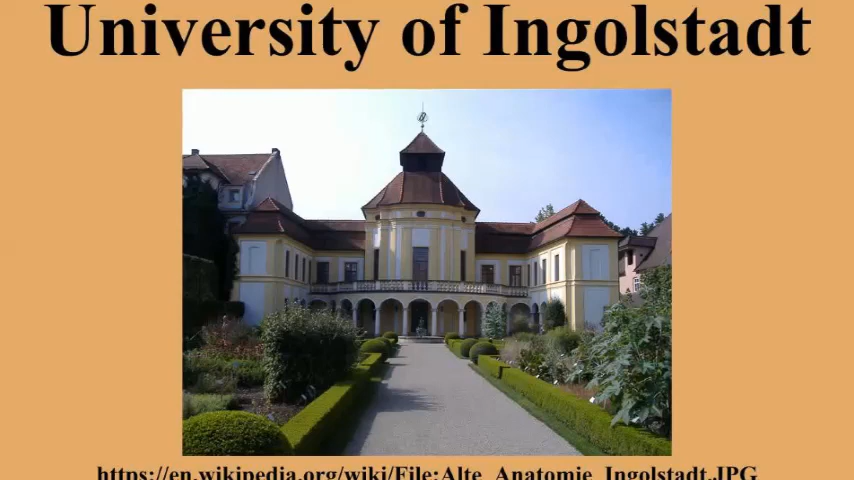 University of Ingolstadt
https://en.wikipedia.org/wiki/File:Alte_Anatomie_Ingolstadt.JPG